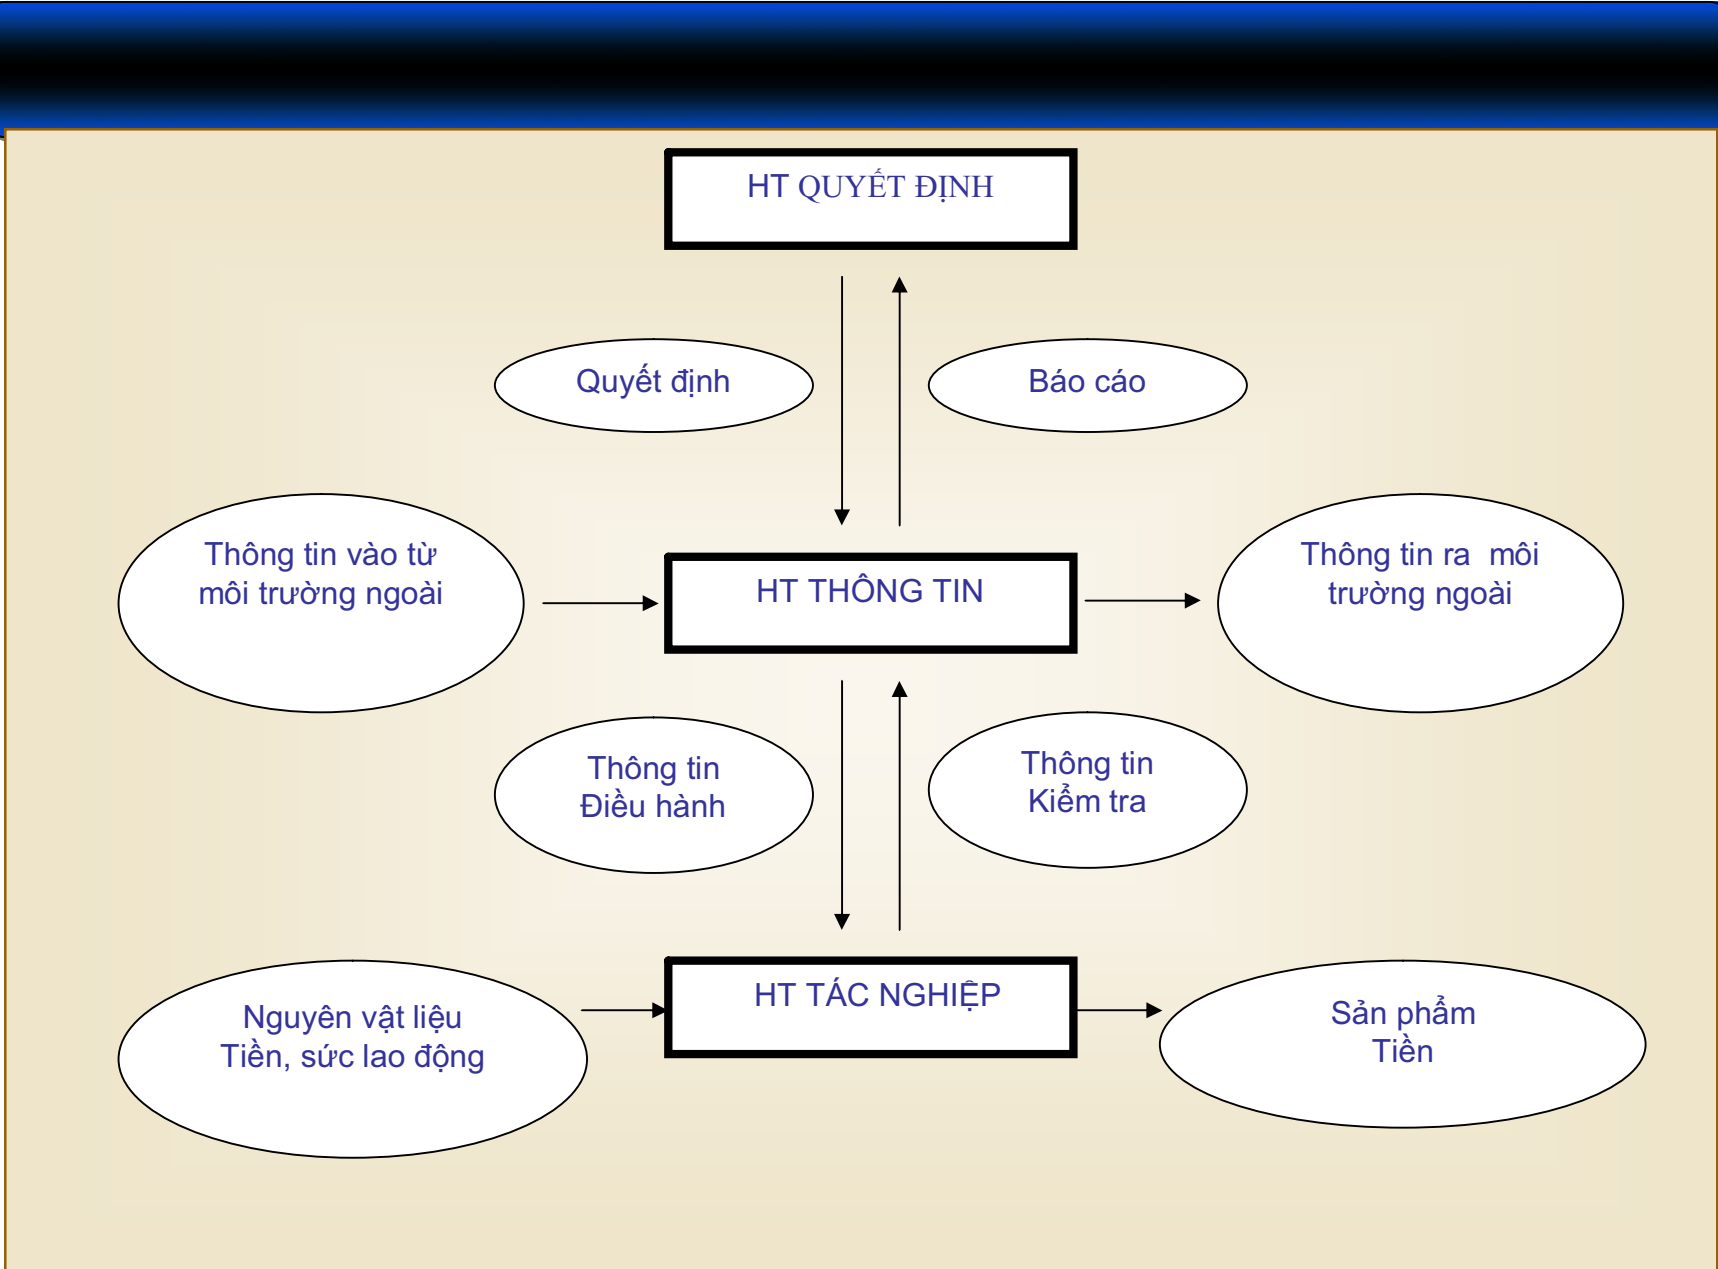 HT QUYẾT ĐỊNH
Quyết định
Báo cáo
Thông tin vào từ
môi trường ngoài
HT THÔNG TIN
Thông tin ra  môi
trường ngoài
Thông tin
Điều hành
Thông tin
Kiểm tra
Nguyên vật liệu
Tiền, sức lao động
HT TÁC NGHIỆP
Sản phẩm
Tiền